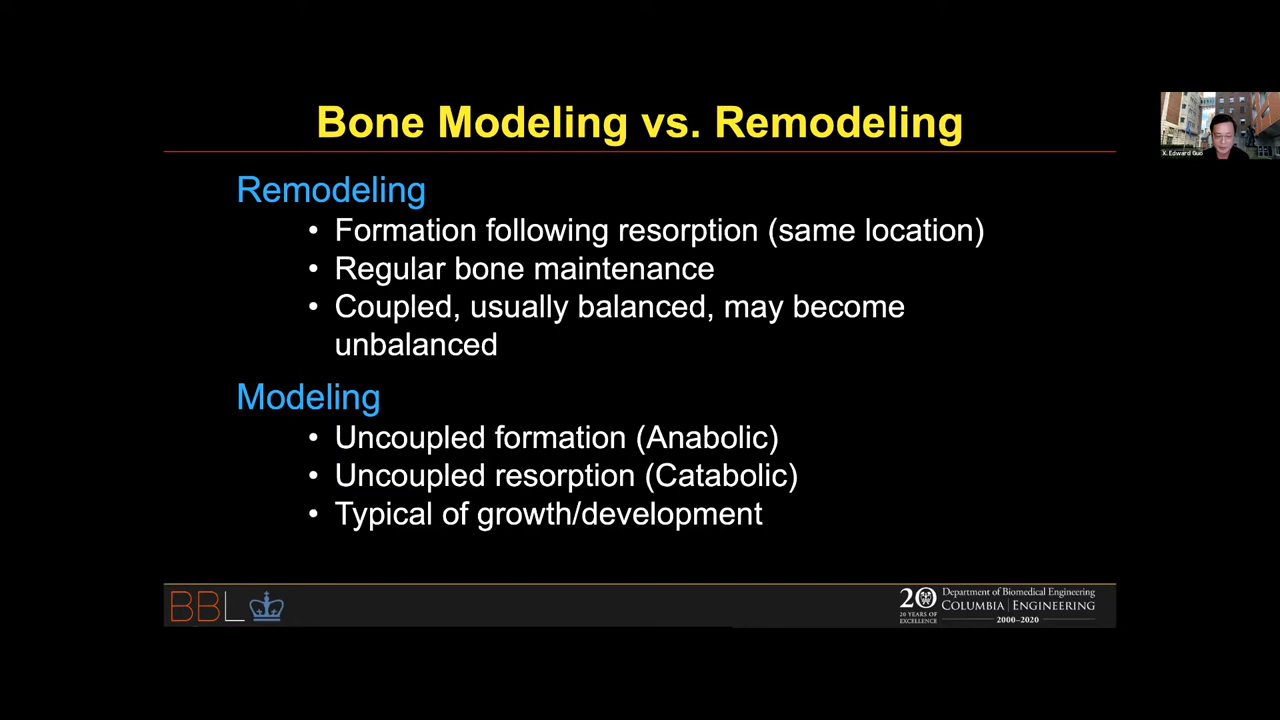 Bone Modeling vs. Remodeling
X. Edward Guo
Remodeling
• Formation following resorption (same location)
• Regular bone maintenance
• Coupled, usually balanced, may become
unbalanced
Modeling
• Uncoupled formation (Anabolic)
• Uncoupled resorption (Catabolic)
• Typical of growth/development
BBL
20
20 YEARS OF
EXCELLENCE
Department of Biomedical Engineering
COLUMBIA | ENGINEERING
2000–2020